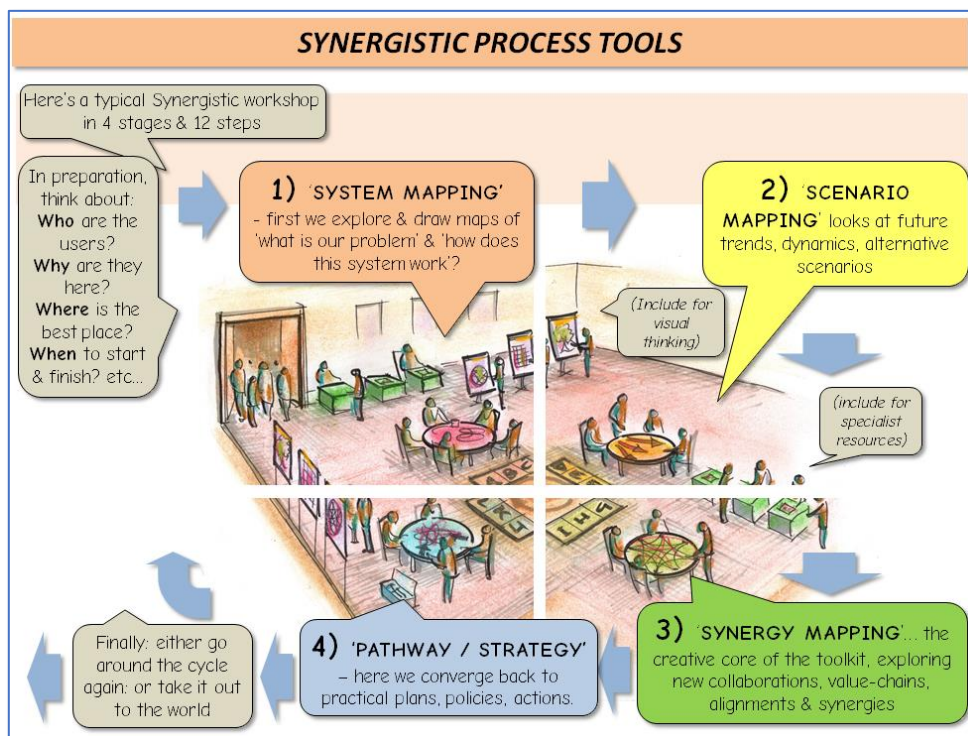 SYNERGISTIC PROCESS TOOLS
Here's a typical Synergistic workshop
in 4 stages & 12 steps
In preparation,
think about:
Who are the
users?
Why are they
here?
Where is the
best place?
When to start
& finish? etc...
1) 'SYSTEM MAPPING'
- first we explore & draw maps of
'what is our problem' & 'how does
this system work'?
2) 'SCENARIO
MAPPING' looks at future
trends, dynamics, alternative
scenarios
(Include for
visual
thinking)
(include for
specialist
resources)
A B C
3) 'SYNERGY MAPPING'... the
creative core of the toolkit, exploring
new collaborations, value-chains,
alignments & synergies
4) 'PATHWAY / STRATEGY'
– here we converge back to
practical plans, policies, actions.
Finally: either go
around the cycle
again: or take it out
to the world